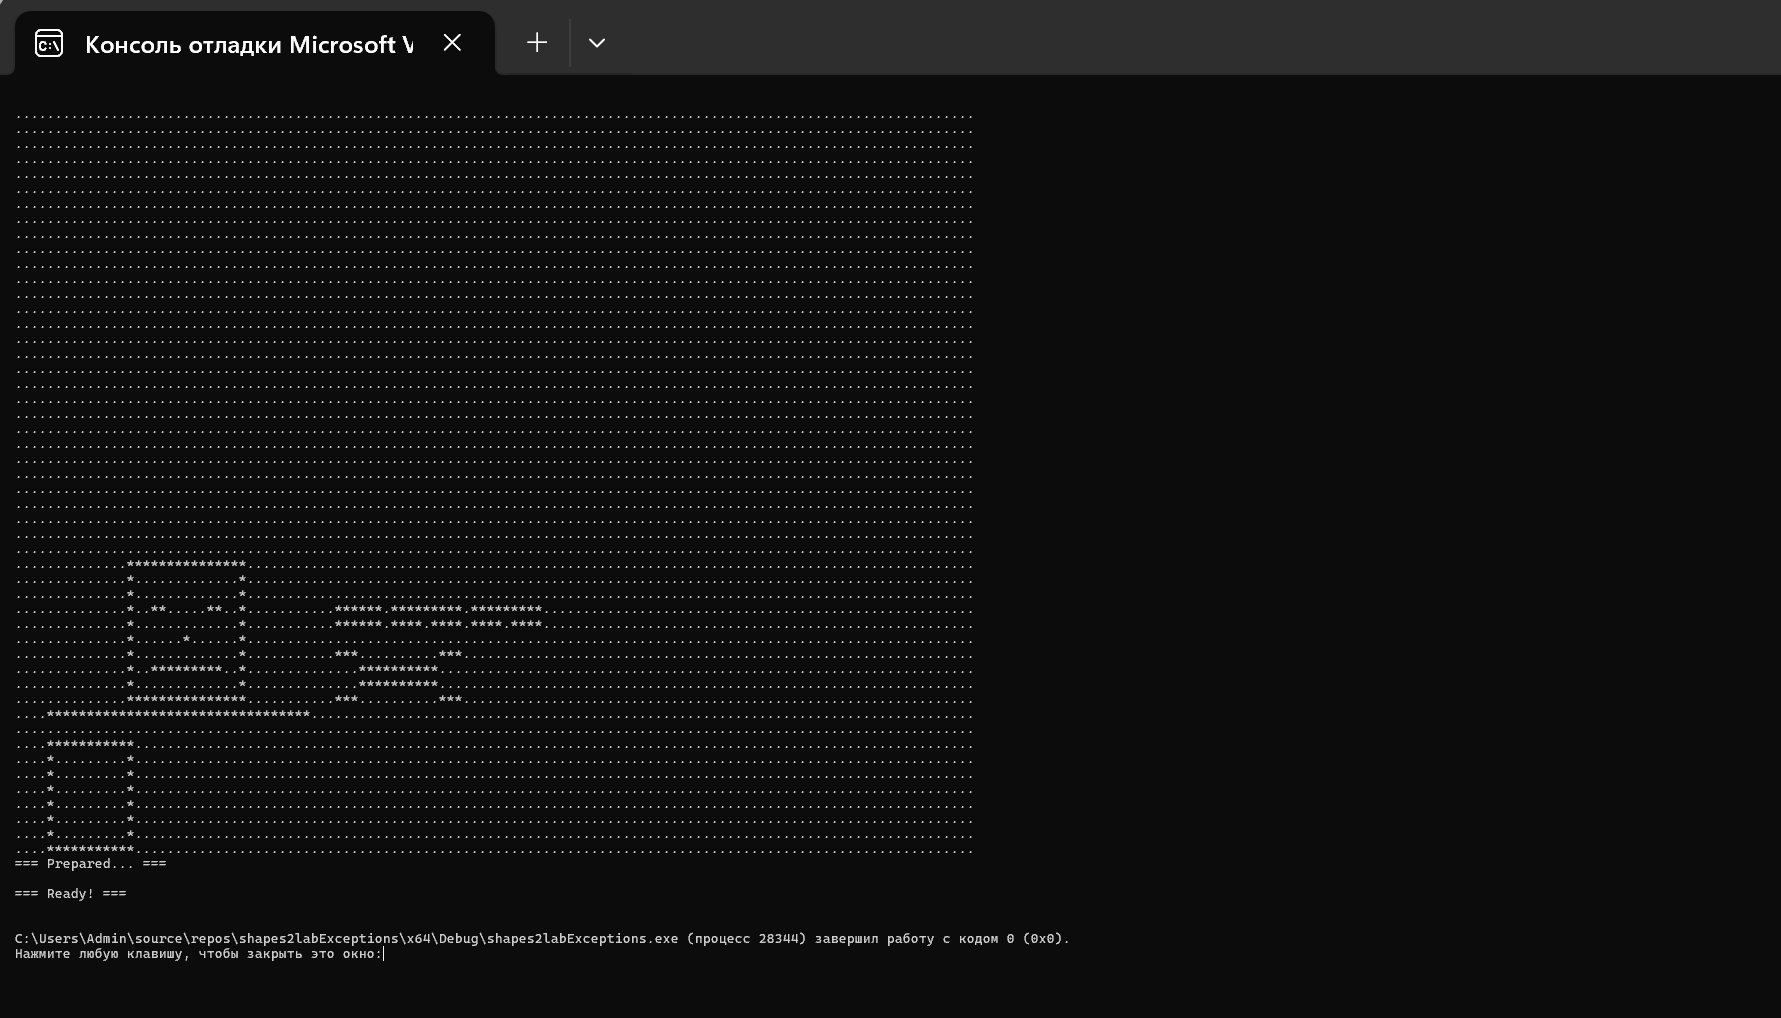 Консоль отладки Microsoft V
=== Prepared... ===
=== Ready! ===
C:\Users\Admin\source\repos\shapes2labExceptions\x64\Debug\shapes2labExceptions.exe (процесс 28344) завершил работу с кодом 0 (0x0).
Нажмите любую клавишу, чтобы закрыть это окно: